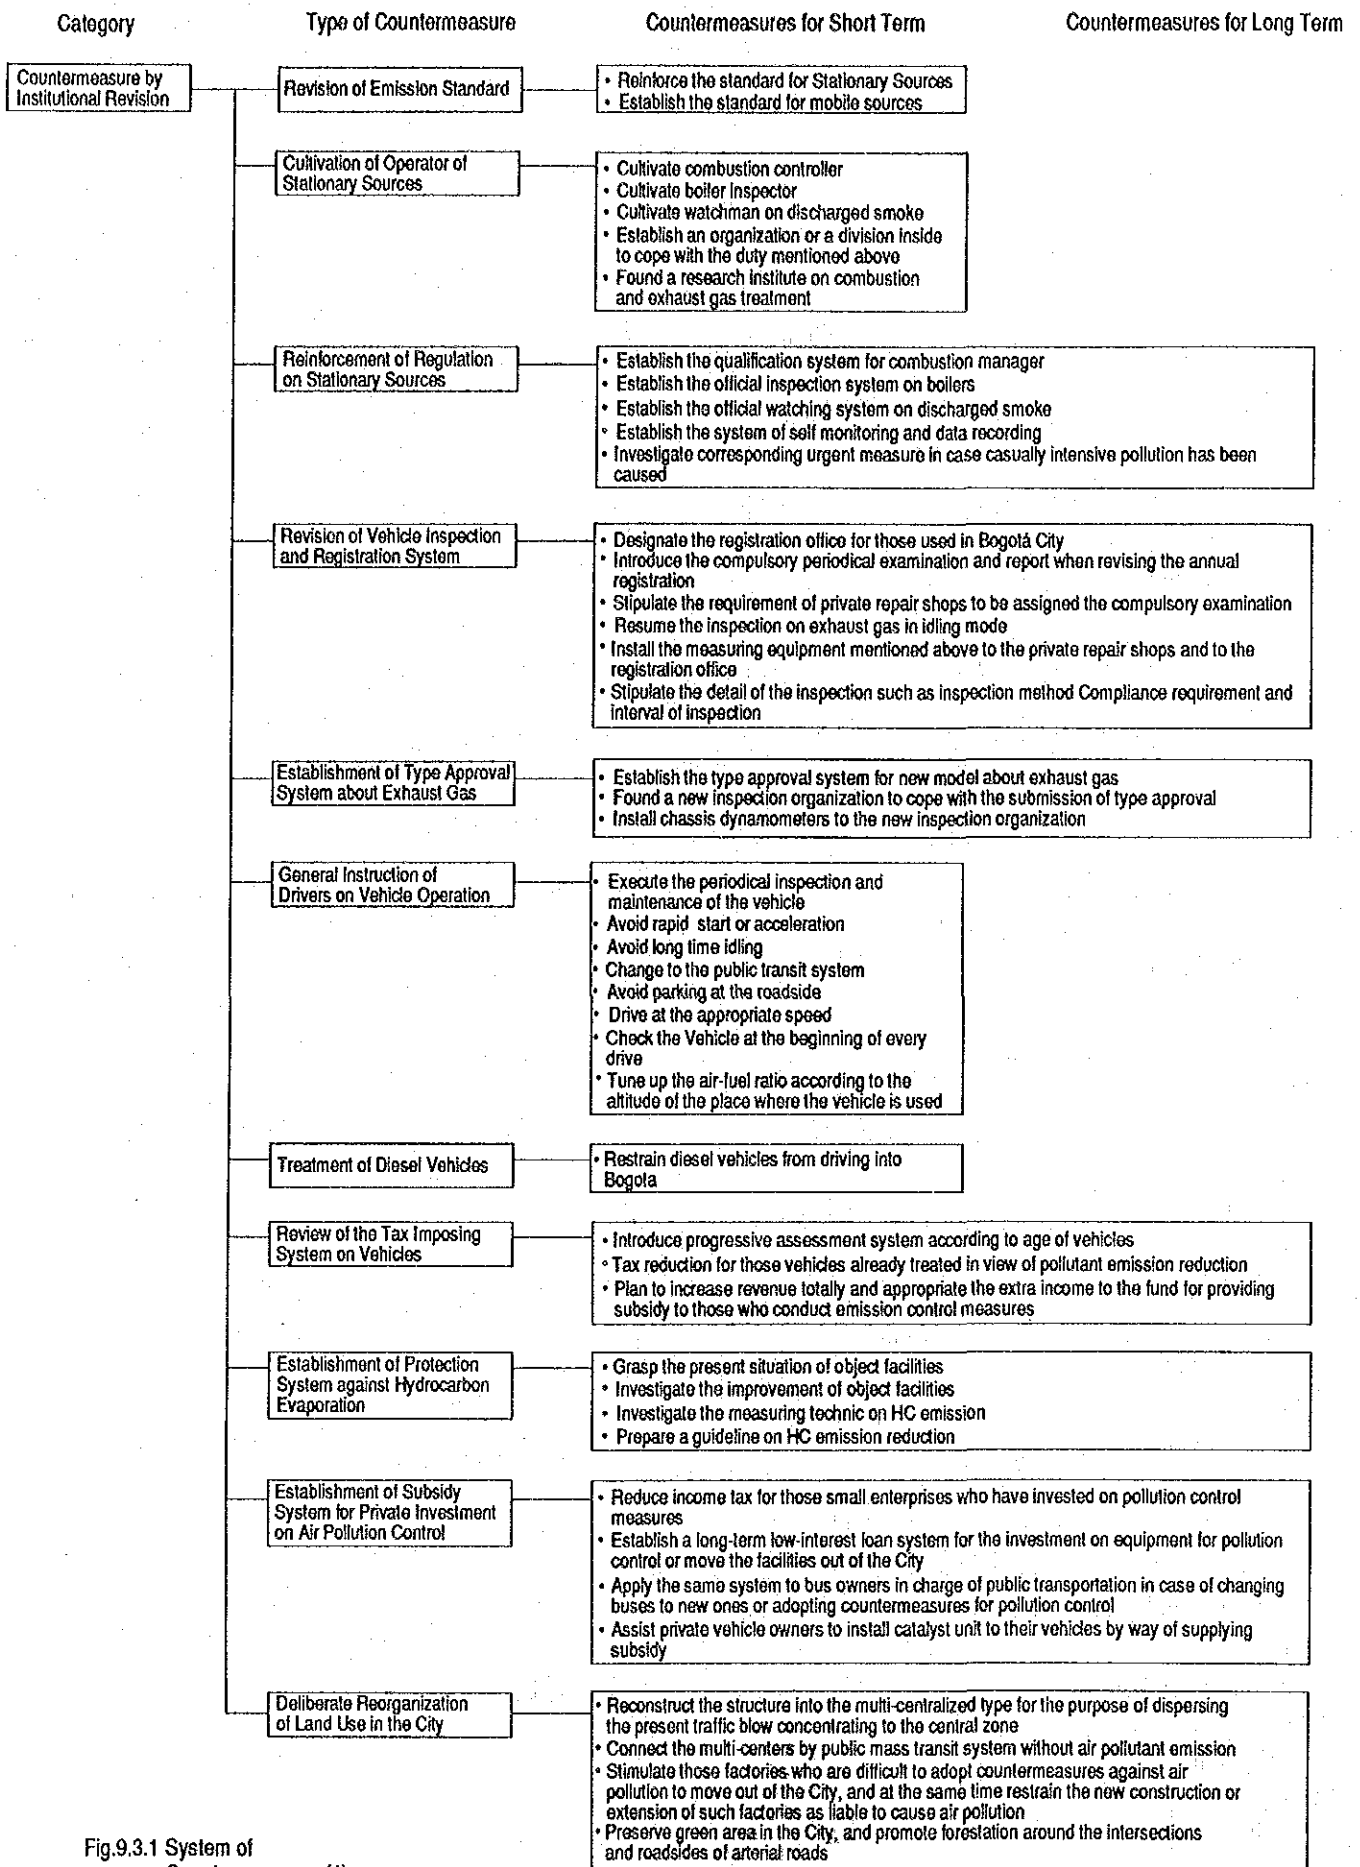 Category Type of Countermeasure Countermeasures for Short Term Countermeasures for Long Term
Countermeasure by
Institutional Revision
Revision of Emission Standard
• Reinforce the standard for Stationary Sources
• Establish the standard for mobile sources
Cultivation of Operator of
Stationary Sources
• Cultivate combustion controller
• Cultivate boiler Inspector
• Cultivate watchman on discharged smoke
• Establish an organization or a division inside
to cope with the duty mentioned above
• Found a research institute on combustion
and exhaust gas treatment
Reinforcement of Regulation
on Stationary Sources
• Establish the qualification system for combustion manager
• Establish the official inspection system on boilers
• Establish the official watching system on discharged smoke
• Establish the system of self monitoring and data recording
• Investigate corresponding urgent measure in case casually intensive pollution has been
caused
Revision of Vehicle Inspection
and Registration System
• Designate the registration office for those used in Bogotá City
• Introduce the compulsory periodical examination and report when revising the annual
registration
• Stipulate the requirement of private repair shops to be assigned the compulsory examination
• Resume the inspection on exhaust gas in idling mode
• Install the measuring equipment mentioned above to the private repair shops and to the
registration office
• Stipulate the detail of the inspection such as inspection method Compliance requirement and
interval of inspection
Establishment of Type Approval
System about Exhaust Gas
• Establish the type approval system for new model about exhaust gas
• Found a new inspection organization to cope with the submission of type approval
• Install chassis dynamometers to the new inspection organization
General Instruction of
Drivers on Vehicle Operation
• Execute the periodical inspection and
maintenance of the vehicle
• Avoid rapid start or acceleration
• Avoid long time idling
• Change to the public transit system
• Avoid parking at the roadside
• Drive at the appropriate speed
• Check the Vehicle at the beginning of every
drive
• Tune up the air-fuel ratio according to the
altitude of the place where the vehicle is used
Treatment of Diesel Vehicles
• Restrain diesel vehicles from driving into
Bogota
Review of the Tax Imposing
System on Vehicles
• Introduce progressive assessment system according to age of vehicles
• Tax reduction for those vehicles already treated in view of pollutant emission reduction
• Plan to increase revenue totally and appropriate the extra income to the fund for providing
subsidy to those who conduct emission control measures
Establishment of Protection
System against Hydrocarbon
Evaporation
• Grasp the present situation of object facilities
• Investigate the improvement of object facilities
• Investigate the measuring technic on HC emission
• Prepare a guideline on HC emission reduction
Establishment of Subsidy
System for Private Investment
on Air Pollution Control
• Reduce income tax for those small enterprises who have invested on pollution control
measures
• Establish a long-term low-interest loan system for the investment on equipment for pollution
control or move the facilities out of the City
• Apply the same system to bus owners in charge of public transportation in case of changing
buses to new ones or adopting countermeasures for pollution control
• Assist private vehicle owners to install catalyst unit to their vehicles by way of supplying
subsidy
Deliberate Reorganization
of Land Use in the City
• Reconstruct the structure into the multi-centralized type for the purpose of dispersing
the present traffic blow concentrating to the central zone
• Connect the multi-centers by public mass transit system without air pollutant emission
• Stimulate those factories who are difficult to adopt countermeasures against air
pollution to move out of the City, and at the same time restrain the new construction or
extension of such factories as liable to cause air pollution
• Preserve green area in the City, and promote forestation around the intersections
and roadsides of arterial roads
Fig.9.3.1 System of